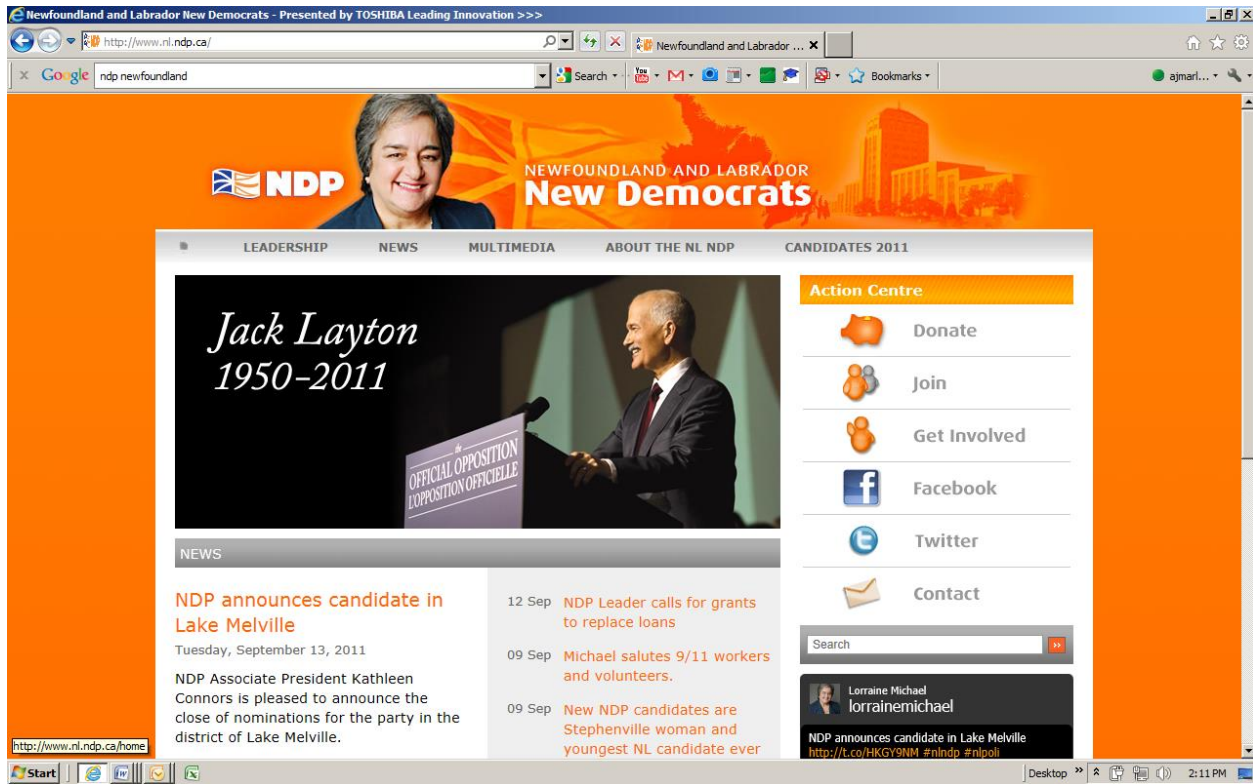 Newfoundland and Labrador New Democrats - Presented by TOSHIBA Leading Innovation >>>
http://www.nl.ndp.ca/
Newfoundland and Labrador ...
Google ndp newfoundland Search Bookmarks ajmarl...
NDP
NEWFOUNDLAND AND LABRADOR
New Democrats
LEADERSHIP NEWS MULTIMEDIA ABOUT THE NL NDP CANDIDATES 2011
Jack Layton
1950-2011
the
OFFICIAL OPPOSITION
L'OPPOSITION OFFICIELLE
Action Centre
Donate
Join
Get Involved
Facebook
Twitter
Contact
Search
NEWS
NDP announces candidate in
Lake Melville
Tuesday, September 13, 2011
NDP Associate President Kathleen
Connors is pleased to announce the
close of nominations for the party in the
district of Lake Melville.
12 Sep NDP Leader calls for grants
to replace loans
09 Sep Michael salutes 9/11 workers
and volunteers.
09 Sep New NDP candidates are
Stephenville woman and
youngest NL candidate ever
Lorraine Michael
lorrainemichael
NDP announces candidate in Lake Melville
http://t.co/HKGY9NM #nlndp #nlpoli
http://www.nl.ndp.ca/home
Start Desktop 2:11 PM